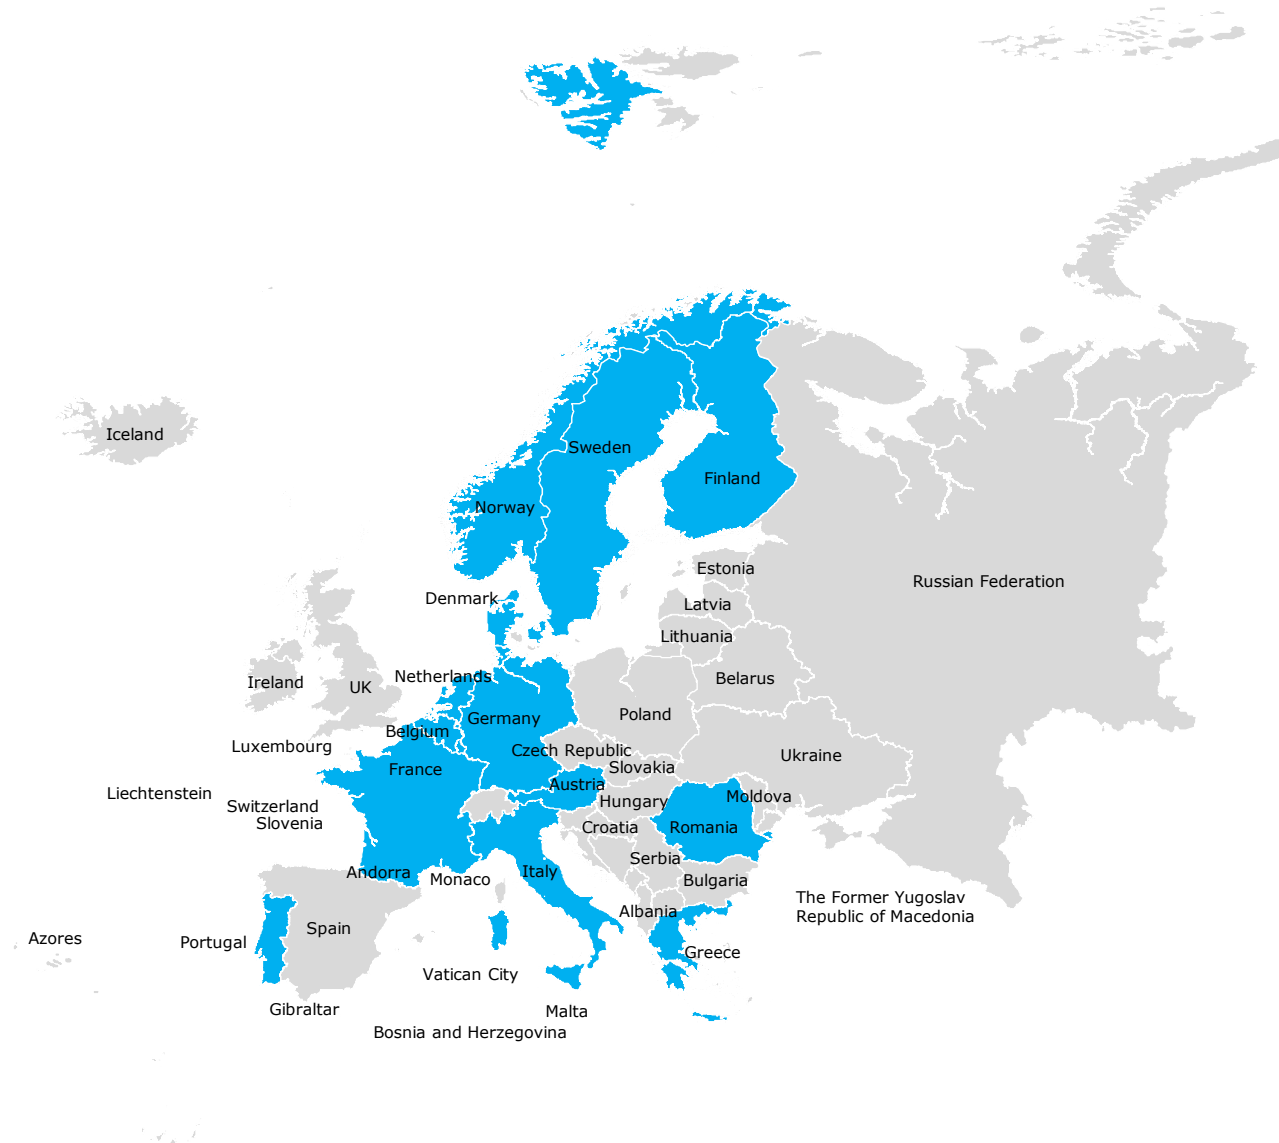 Iceland
Sweden
Finland
Norway
Estonia
Russian Federation
Denmark
Latvia
Lithuania
Netherlands
Belarus
Ireland
UK
Poland
Germany
Belgium
Luxembourg
Czech Republic
Ukraine
Slovakia
France
Austria
Liechtenstein
Moldova
Hungary
Switzerland
Slovenia
Croatia
Romania
Serbia
Andorra
Italy
Monaco
Bulgaria
The Former Yugoslav
Republic of Macedonia
Albania
Spain
Azores
Portugal
Greece
Vatican City
Gibraltar
Malta
Bosnia and Herzegovina